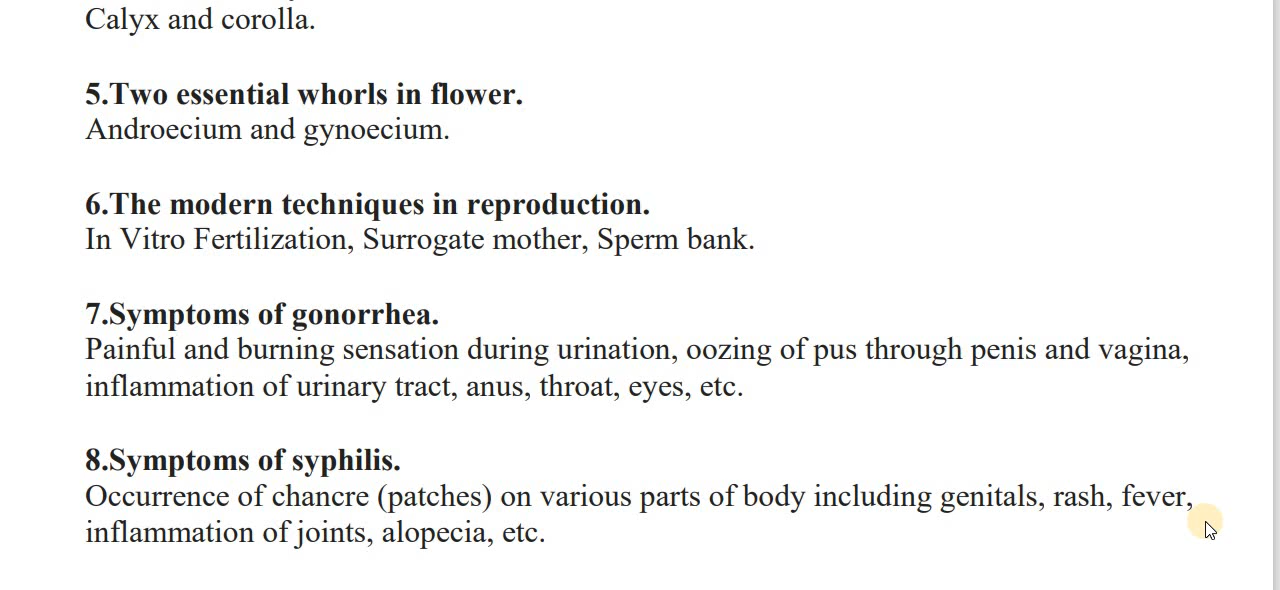 Calyx and corolla.
5.Two essential whorls in flower.
Androecium and gynoecium.
6.The modern techniques in reproduction.
In Vitro Fertilization, Surrogate mother, Sperm bank.
7.Symptoms of gonorrhea.
Painful and burning sensation during urination, oozing of pus through penis and vagina,
inflammation of urinary tract, anus, throat, eyes, etc.
8.Symptoms of syphilis.
Occurrence of chancre (patches) on various parts of body including genitals, rash, fever,
inflammation of joints, alopecia, etc.